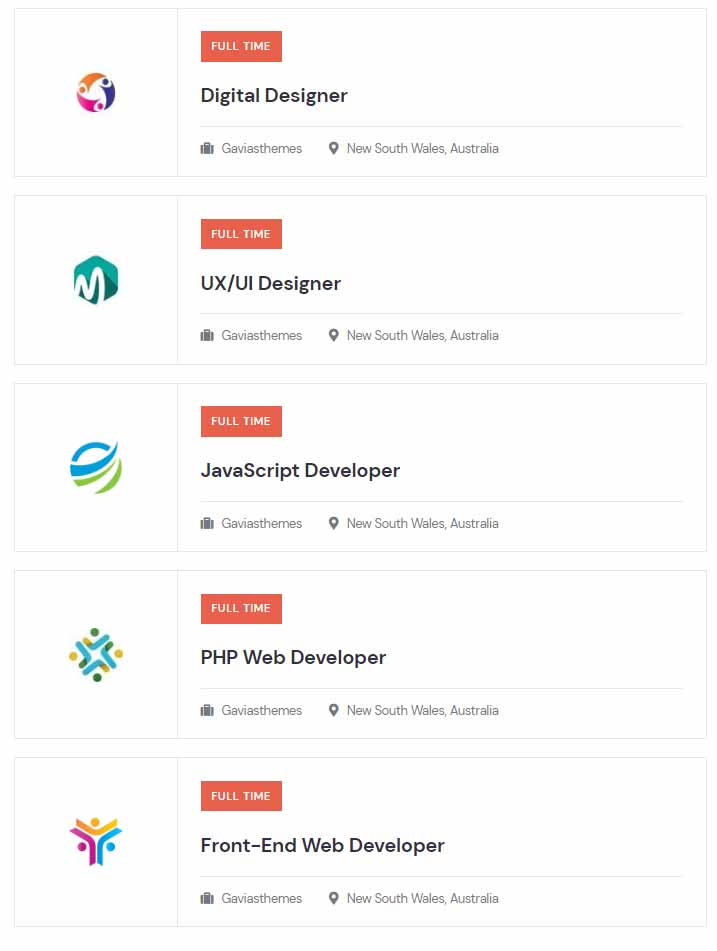 FULL TIME
Digital Designer
Gaviasthemes New South Wales, Australia
FULL TIME
UX/UI Designer
Gaviasthemes New South Wales, Australia
FULL TIME
JavaScript Developer
Gaviasthemes New South Wales, Australia
FULL TIME
PHP Web Developer
Gaviasthemes New South Wales, Australia
FULL TIME
Front-End Web Developer
Gaviasthemes New South Wales, Australia